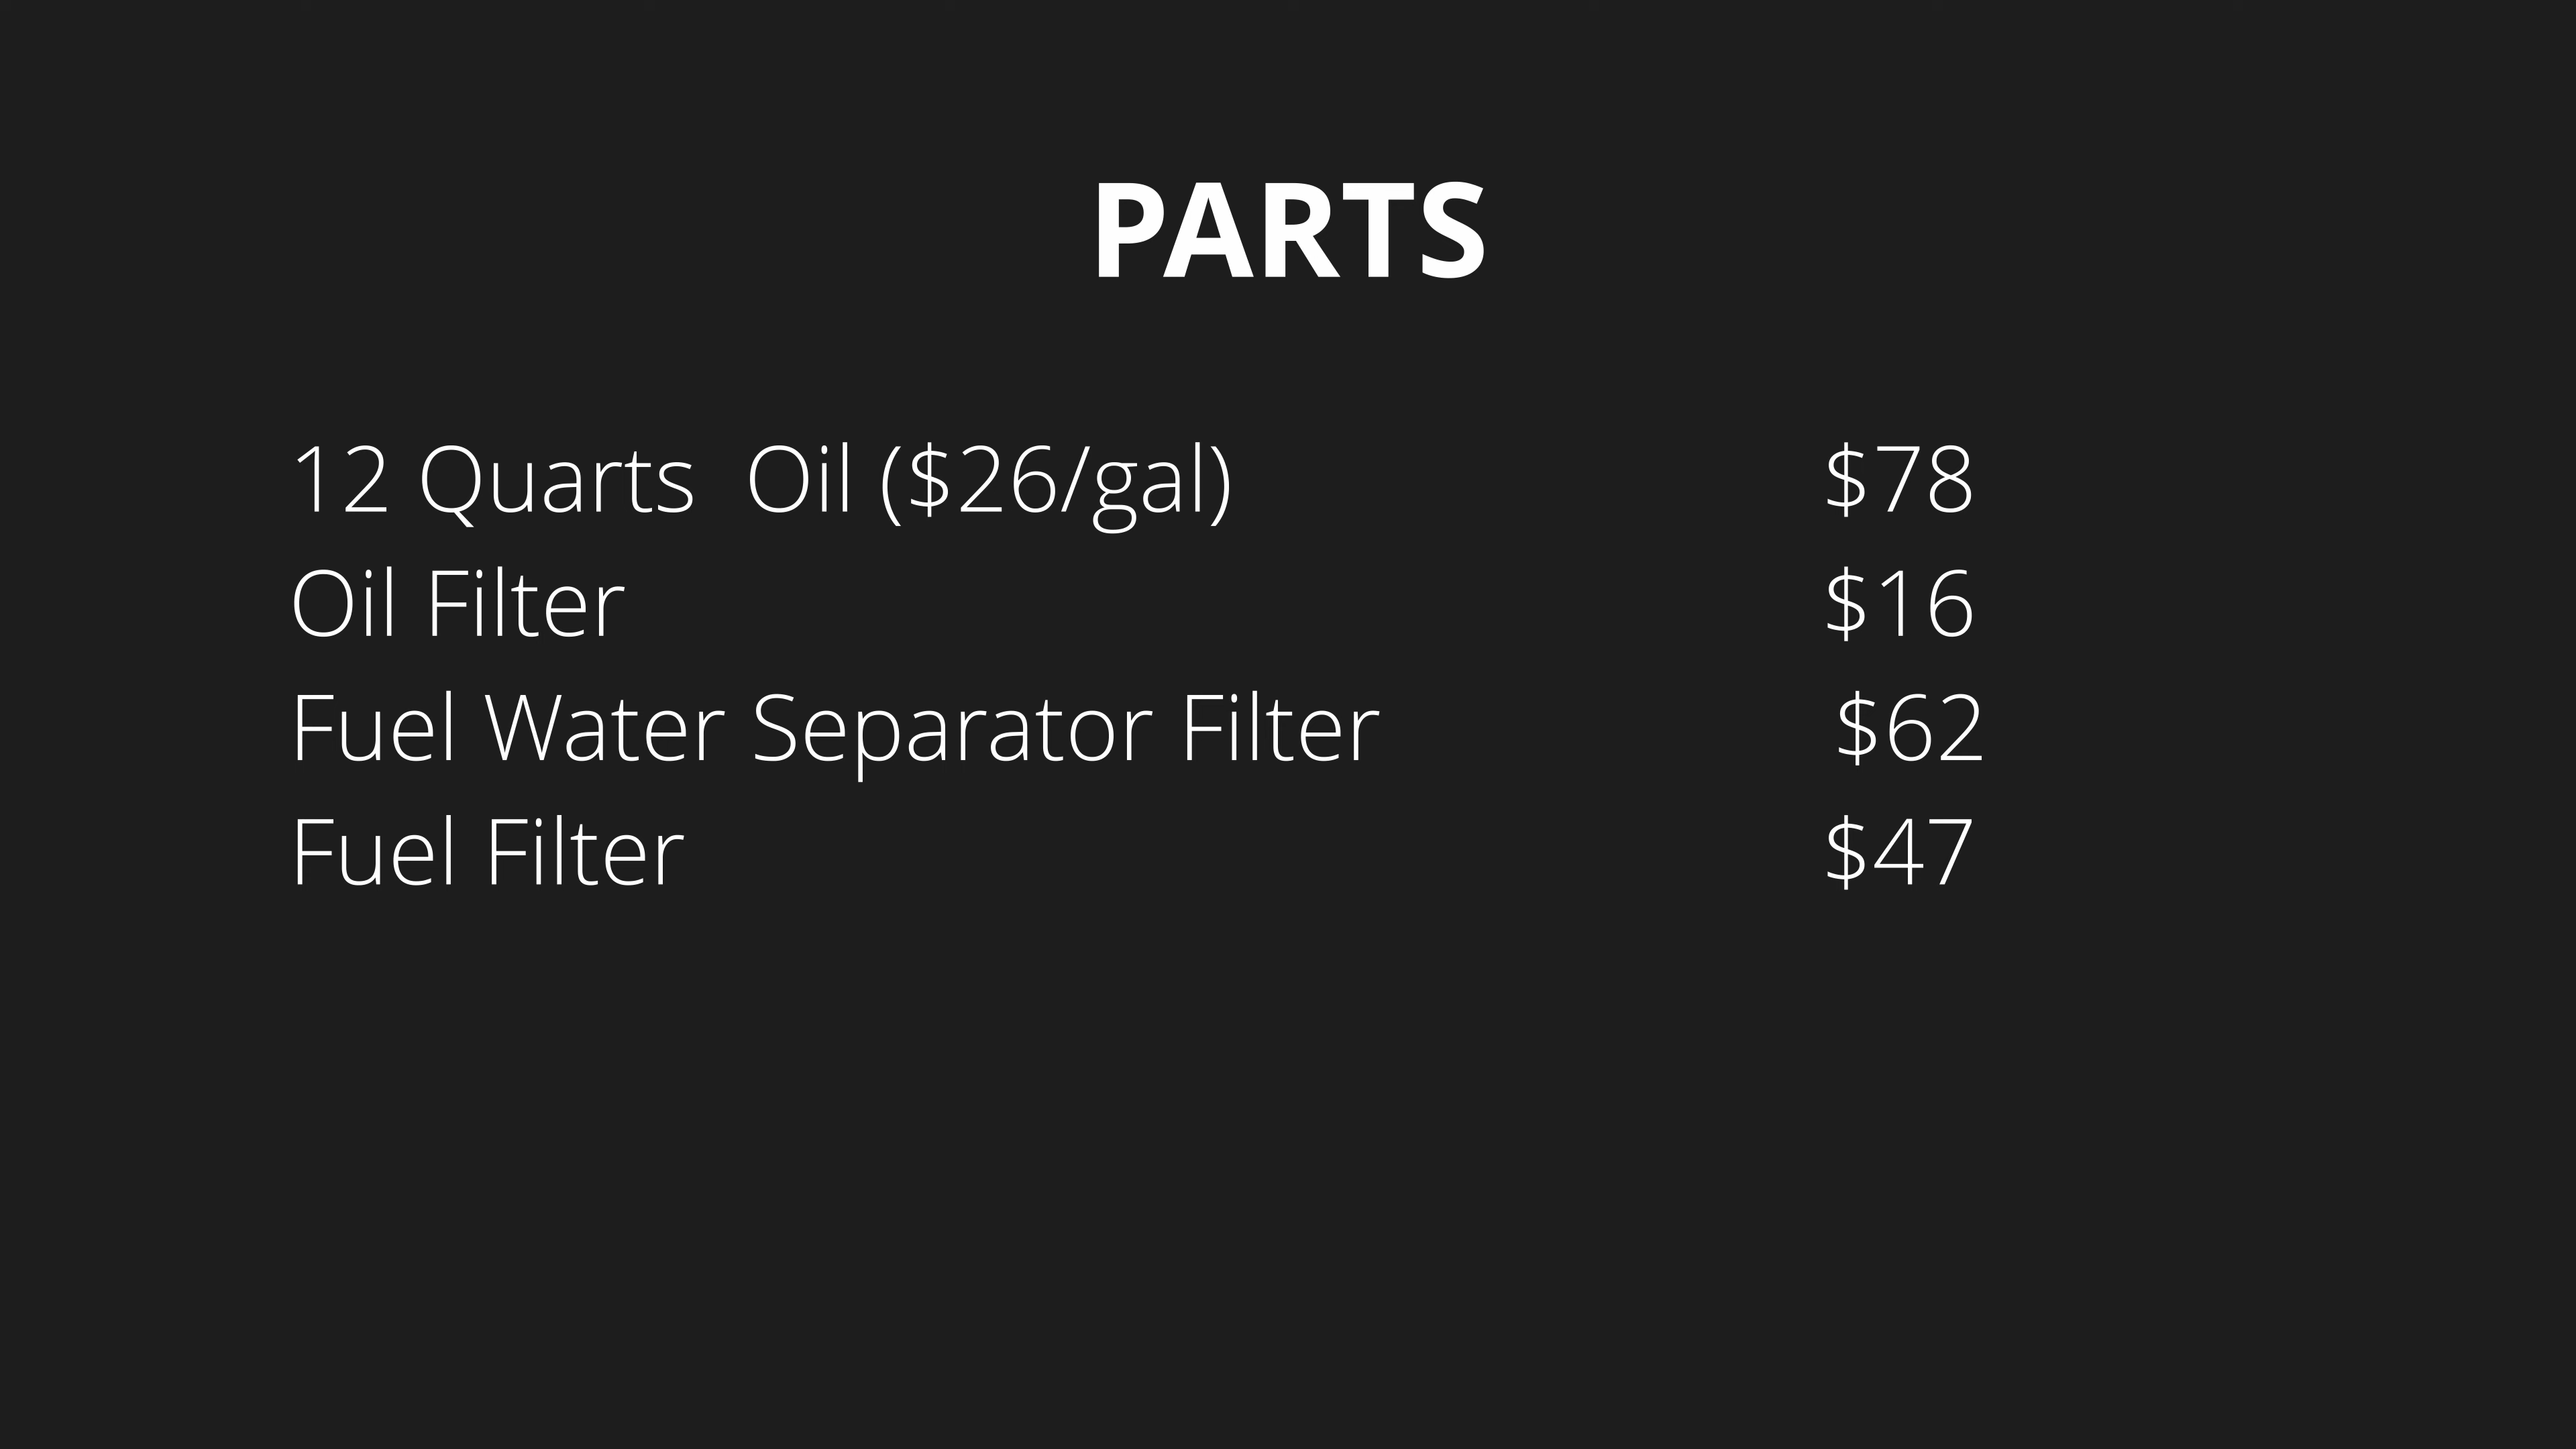 PARTS
12 Quarts  Oil ($26/gal) $78
Oil Filter $16
Fuel Water Separator Filter $62
Fuel Filter $47